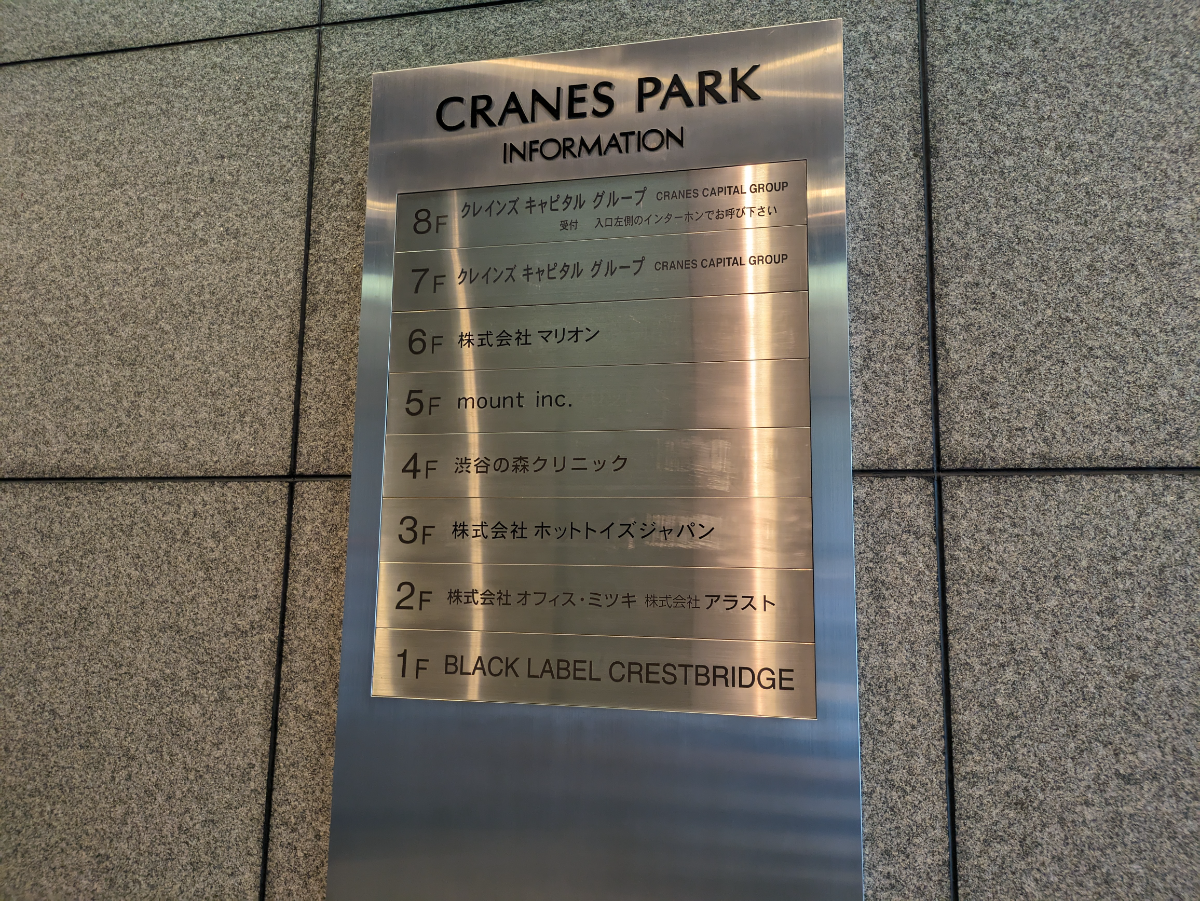 CRANES PARK
INFORMATION
8F クレインズ キャピタル グループ CRANES CAPITAL GROUP
受付 入口左側のインターホンでお呼び下さい
7F クレインズ キャピタル グループ CRANES CAPITAL GROUP
6F 株式会社 マリオン
5F mount inc.
4F 渋谷の森クリニック
3F 株式会社 ホットトイズジャパン
2F 株式会社 オフィス・ミツキ 株式会社 アラスト
1F BLACK LABEL CRESTBRIDGE